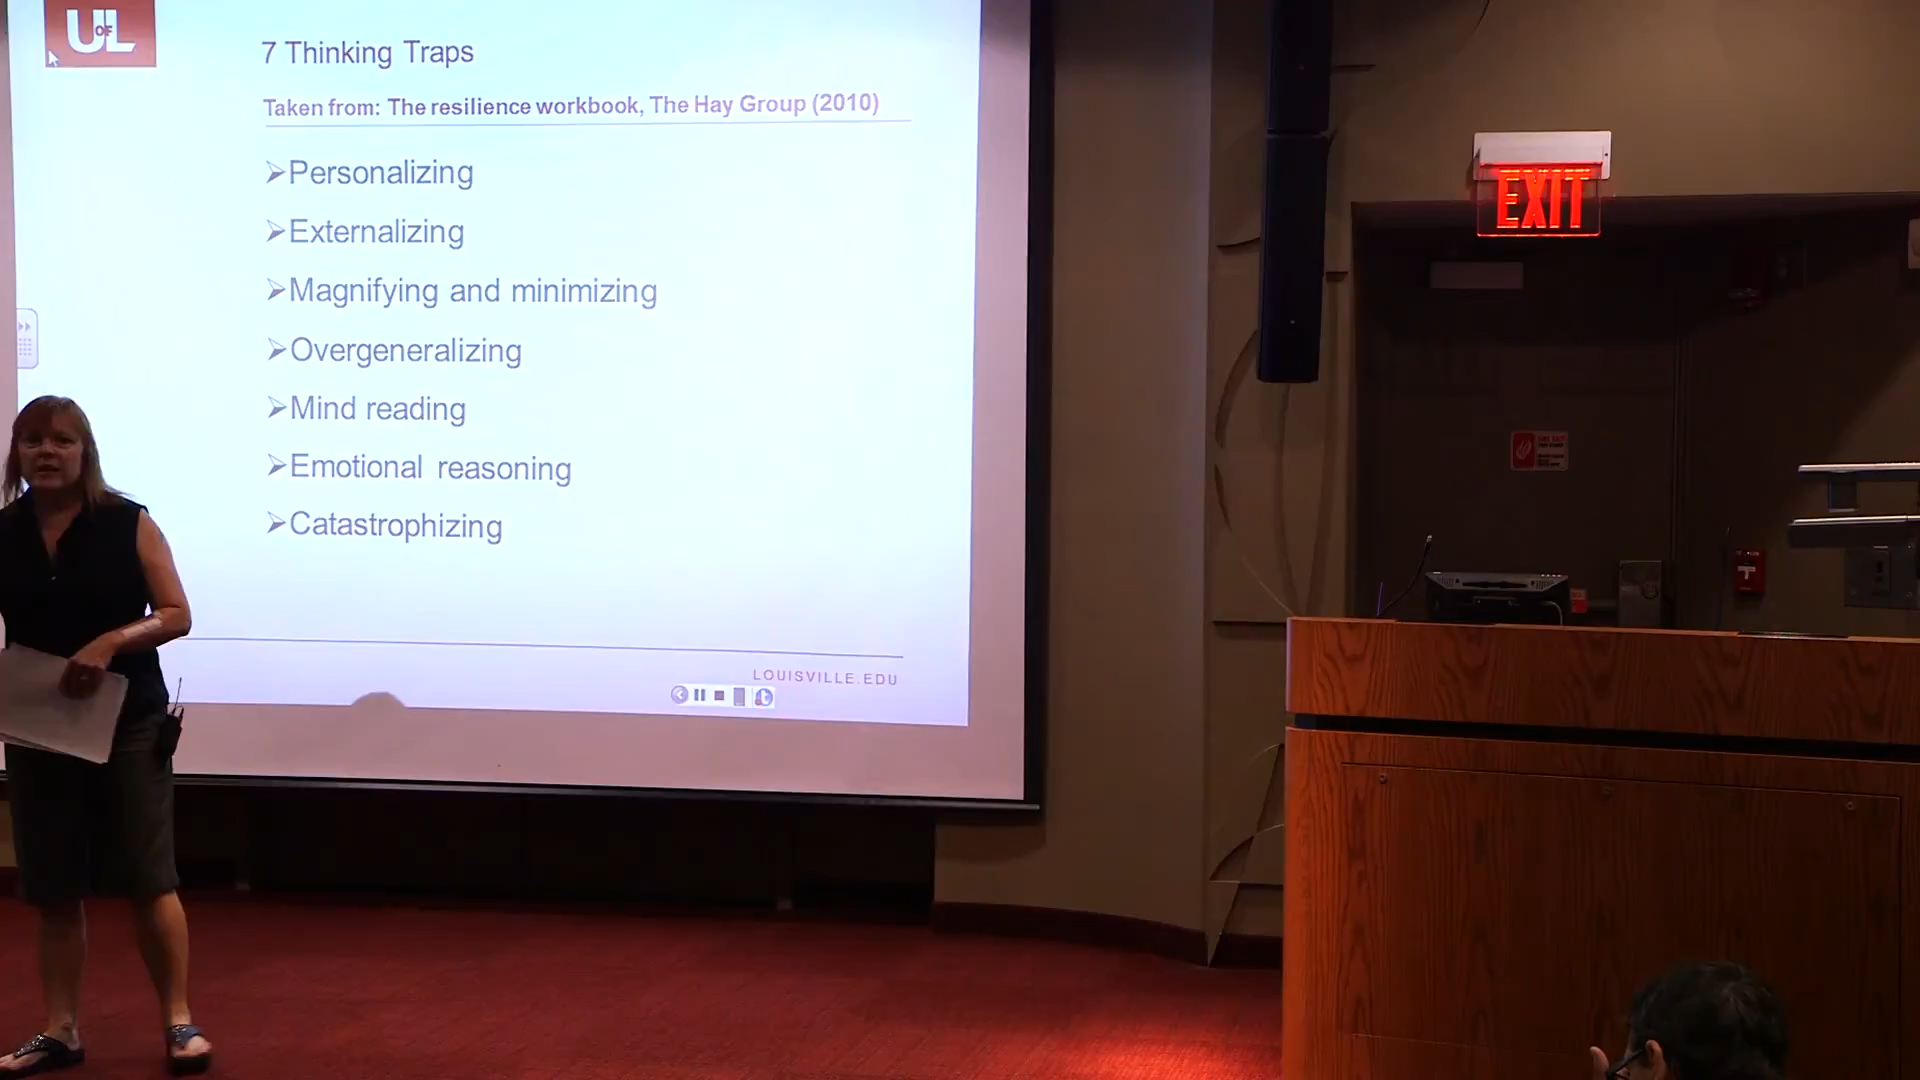 UofL
7 Thinking Traps
Taken from: The resilience workbook, The Hay Group (2010)
➢Personalizing
➢Externalizing
➢Magnifying and minimizing
➢Overgeneralizing
➢Mind reading
➢Emotional reasoning
➢Catastrophizing
LOUISVILLE.EDU
EXIT